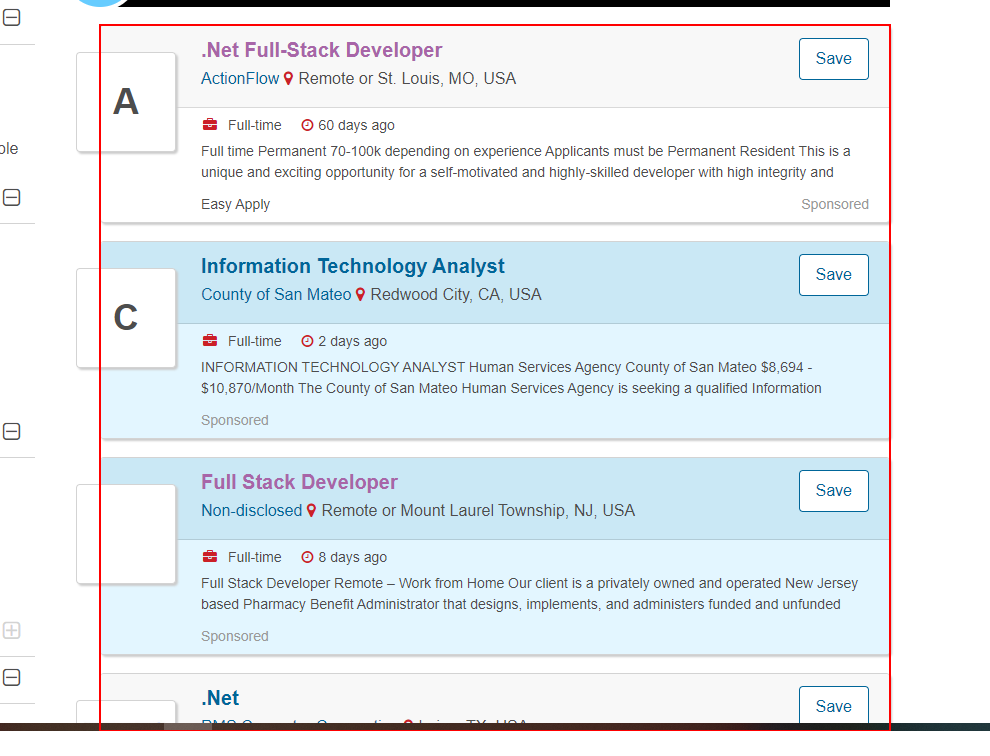 ble
.Net Full-Stack Developer
Save
ActionFlow Remote or St. Louis, MO, USA
A
Full-time 60 days ago
Full time Permanent 70-100k depending on experience Applicants must be Permanent Resident This is a
unique and exciting opportunity for a self-motivated and highly-skilled developer with high integrity and
Easy Apply Sponsored
Information Technology Analyst
Save
County of San Mateo Redwood City, CA, USA
C
Full-time 2 days ago
INFORMATION TECHNOLOGY ANALYST Human Services Agency County of San Mateo $8,694 -
$10,870/Month The County of San Mateo Human Services Agency is seeking a qualified Information
Sponsored
Full Stack Developer
Save
Non-disclosed Remote or Mount Laurel Township, NJ, USA
Full-time 8 days ago
Full Stack Developer Remote – Work from Home Our client is a privately owned and operated New Jersey
based Pharmacy Benefit Administrator that designs, implements, and administers funded and unfunded
Sponsored
.Net
Save